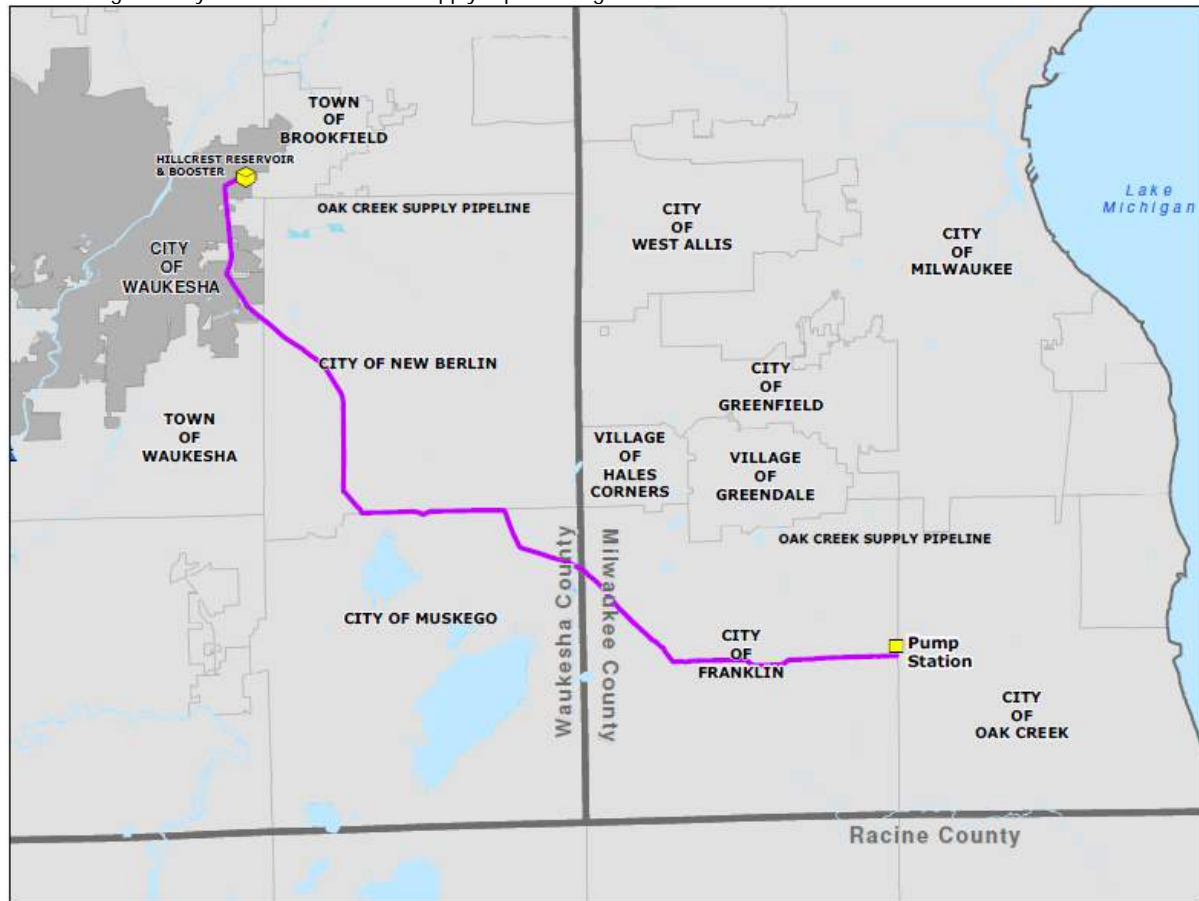 TOWN
OF
BROOKFIELD
HILLCREST RESERVOIR
& BOOSTER
OAK CREEK SUPPLY PIPELINE
Lake
Michigan
CITY
OF
WEST ALLIS
CITY
OF
MILWAUKEE
CITY
OF
WAUKESHA
CITY OF NEW BERLIN
CITY
OF
GREENFIELD
TOWN
OF
WAUKESHA
VILLAGE
OF
HALES
CORNERS
VILLAGE
OF
GREENDALE
OAK CREEK SUPPLY PIPELINE
Waukesha County
Milwaukee County
CITY OF MUSKEGO
CITY
OF
FRANKLIN
Pump
Station
CITY
OF
OAK CREEK
Racine County